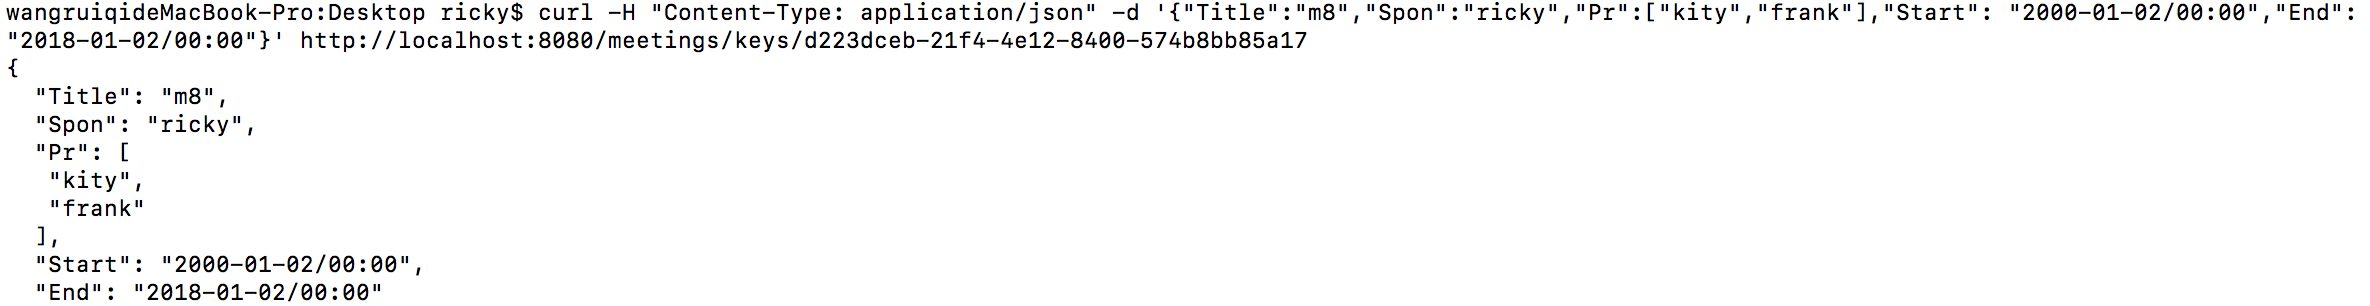 wangruiqideMacBook-Pro:Desktop ricky$ curl -H "Content-Type: application/json" -d '{"Title":"m8","Spon":"ricky","Pr":["kity","frank"],"Start": "2000-01-02/00:00","End":
"2018-01-02/00:00"}' http://localhost:8080/meetings/keys/d223dceb-21f4-4e12-8400-574b8bb85a17
{
  "Title": "m8",
  "Spon": "ricky",
  "Pr": [
   "kity",
   "frank"
  ],
  "Start": "2000-01-02/00:00",
  "End": "2018-01-02/00:00"